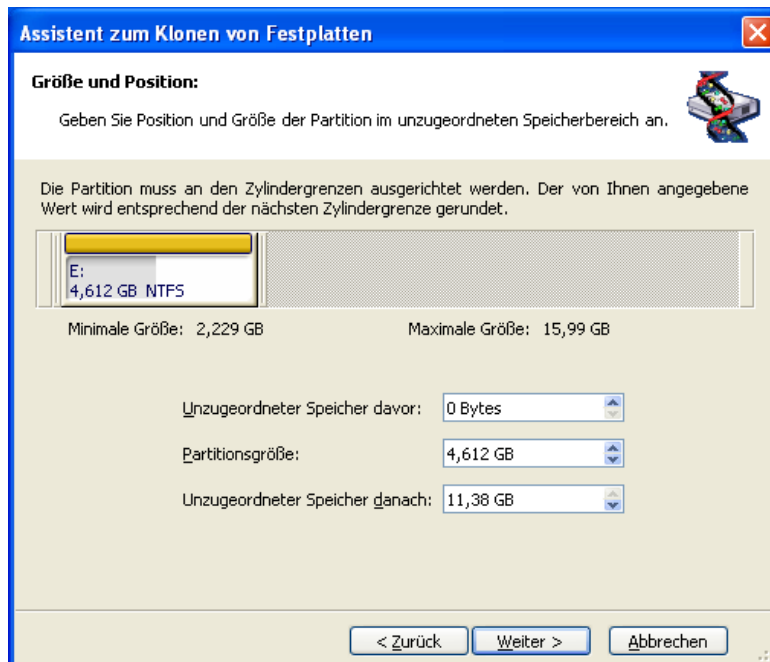 Assistent zum Klonen von Festplatten
Größe und Position:
Geben Sie Position und Größe der Partition im unzugeordneten Speicherbereich an.
Die Partition muss an den Zylindergrenzen ausgerichtet werden. Der von Ihnen angegebene
Wert wird entsprechend der nächsten Zylindergrenze gerundet.
E:
4,612 GB NTFS
Minimale Größe: 2,229 GB Maximale Größe: 15,99 GB
Unzugeordneter Speicher davor: 0 Bytes
Partitionsgröße: 4,612 GB
Unzugeordneter Speicher danach: 11,38 GB
< Zurück Weiter > Abbrechen